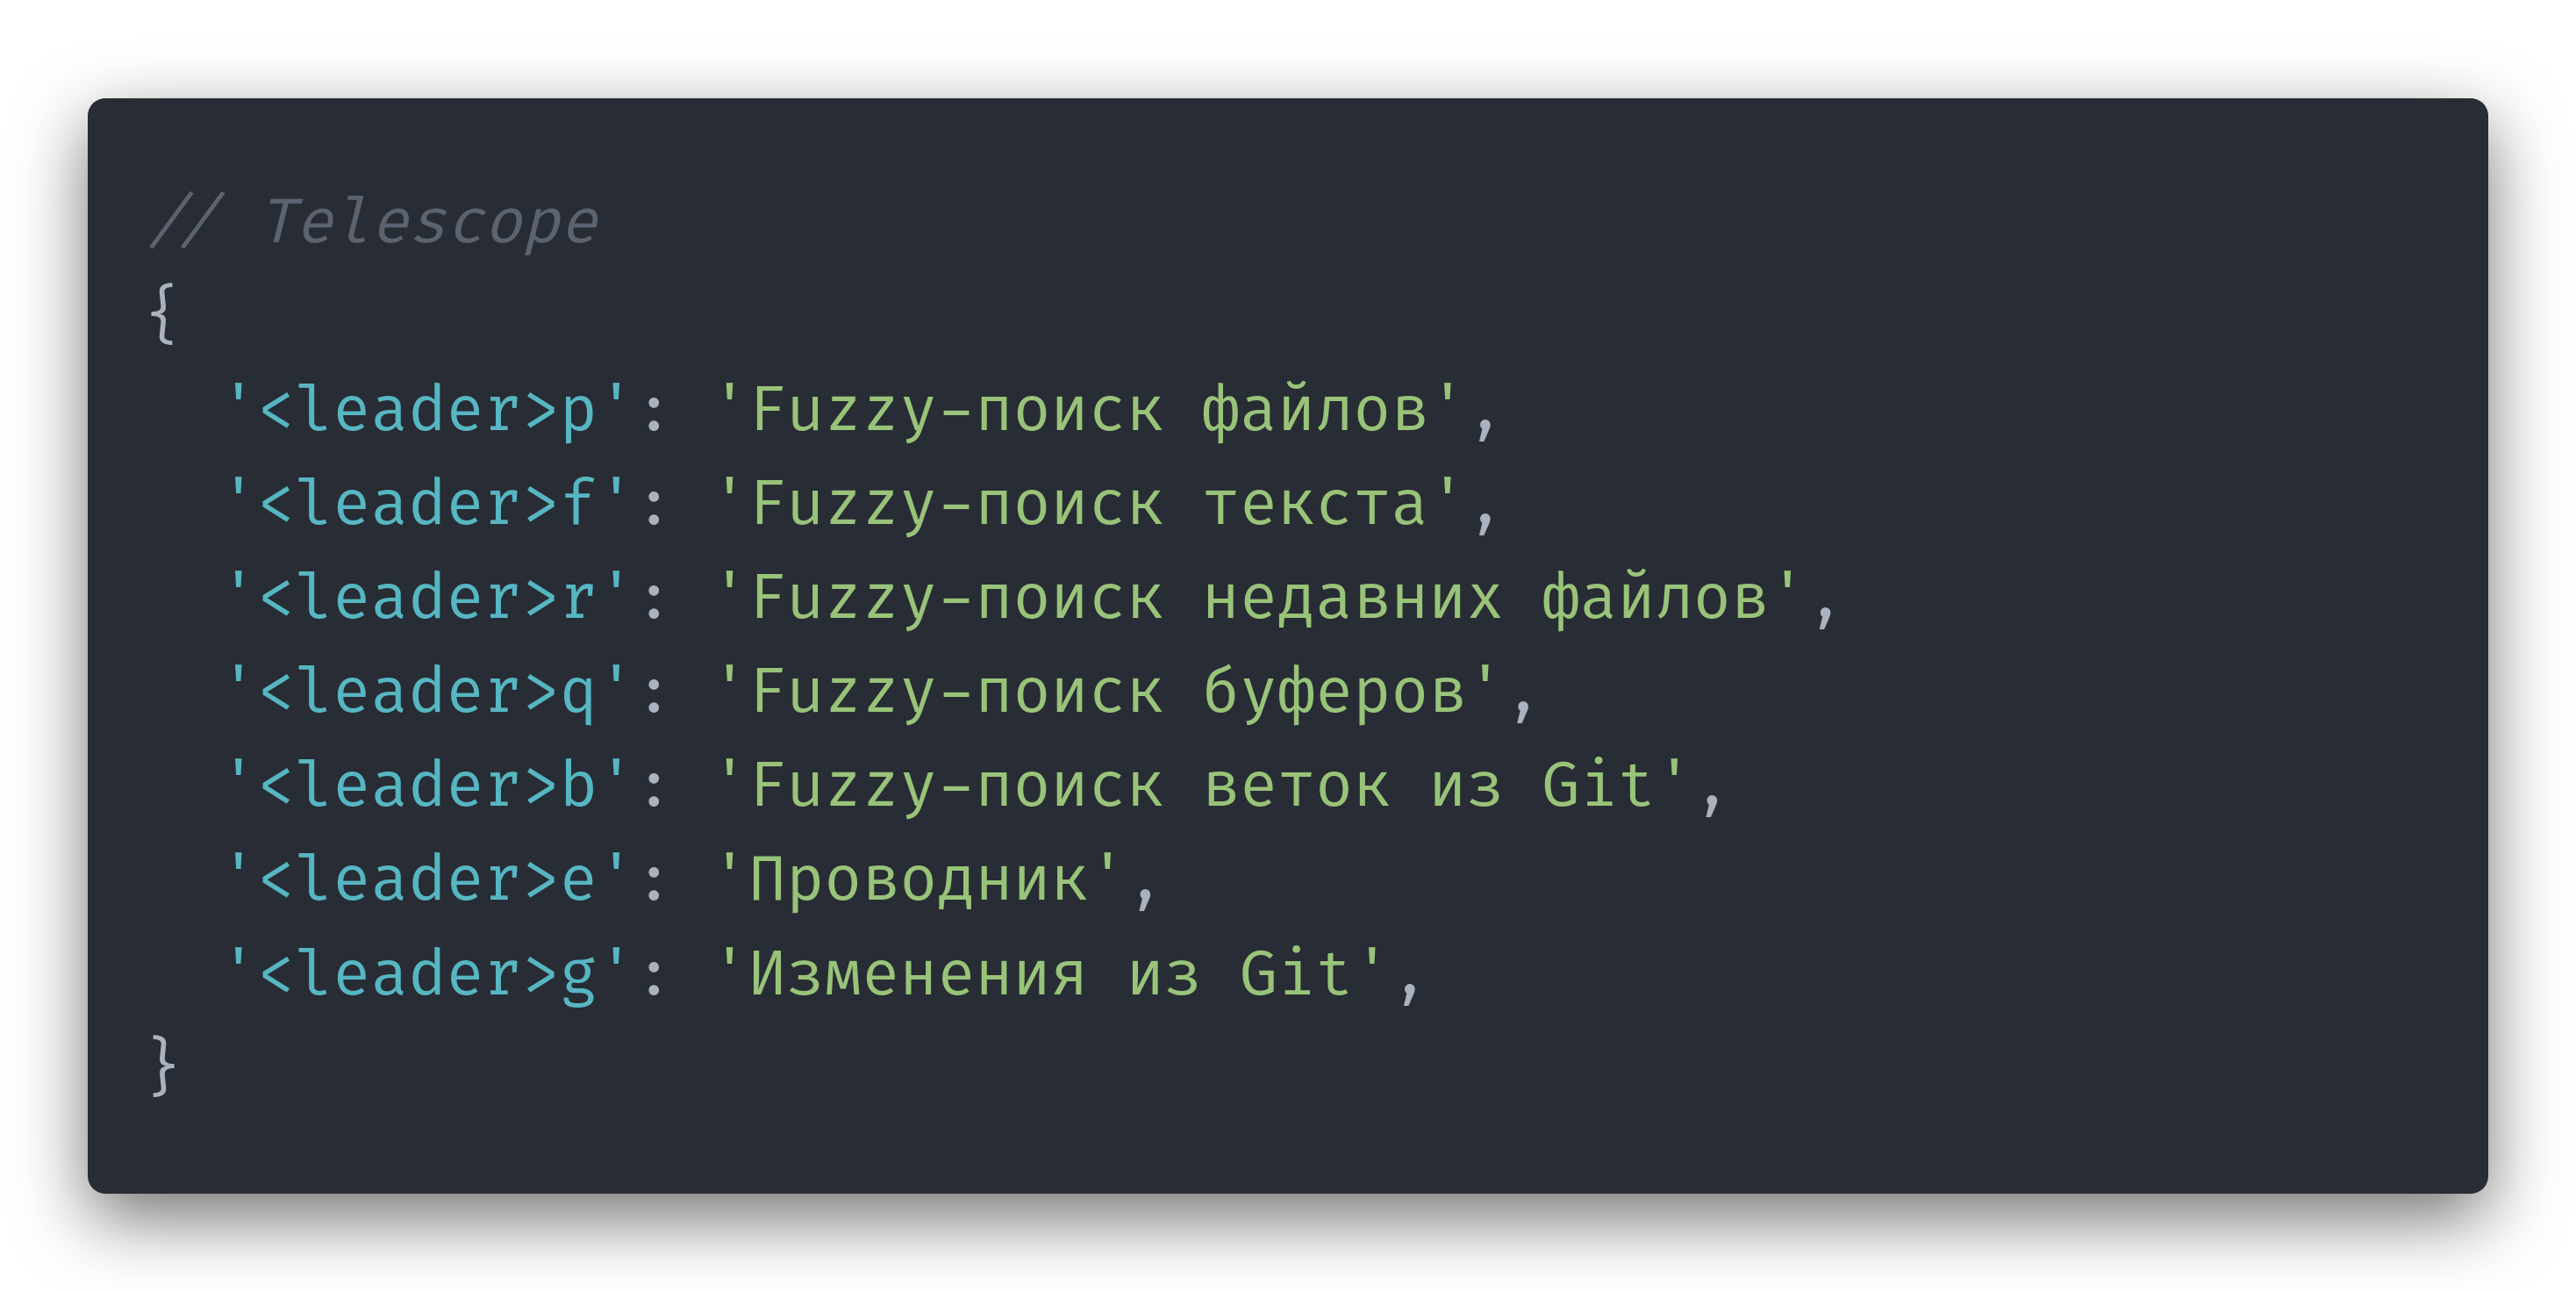 // Telescope
{
  '<leader>p': 'Fuzzy-поиск файлов',
  '<leader>f': 'Fuzzy-поиск текста',
  '<leader>r': 'Fuzzy-поиск недавних файлов',
  '<leader>q': 'Fuzzy-поиск буферов',
  '<leader>b': 'Fuzzy-поиск веток из Git',
  '<leader>e': 'Проводник',
  '<leader>g': 'Изменения из Git',
}